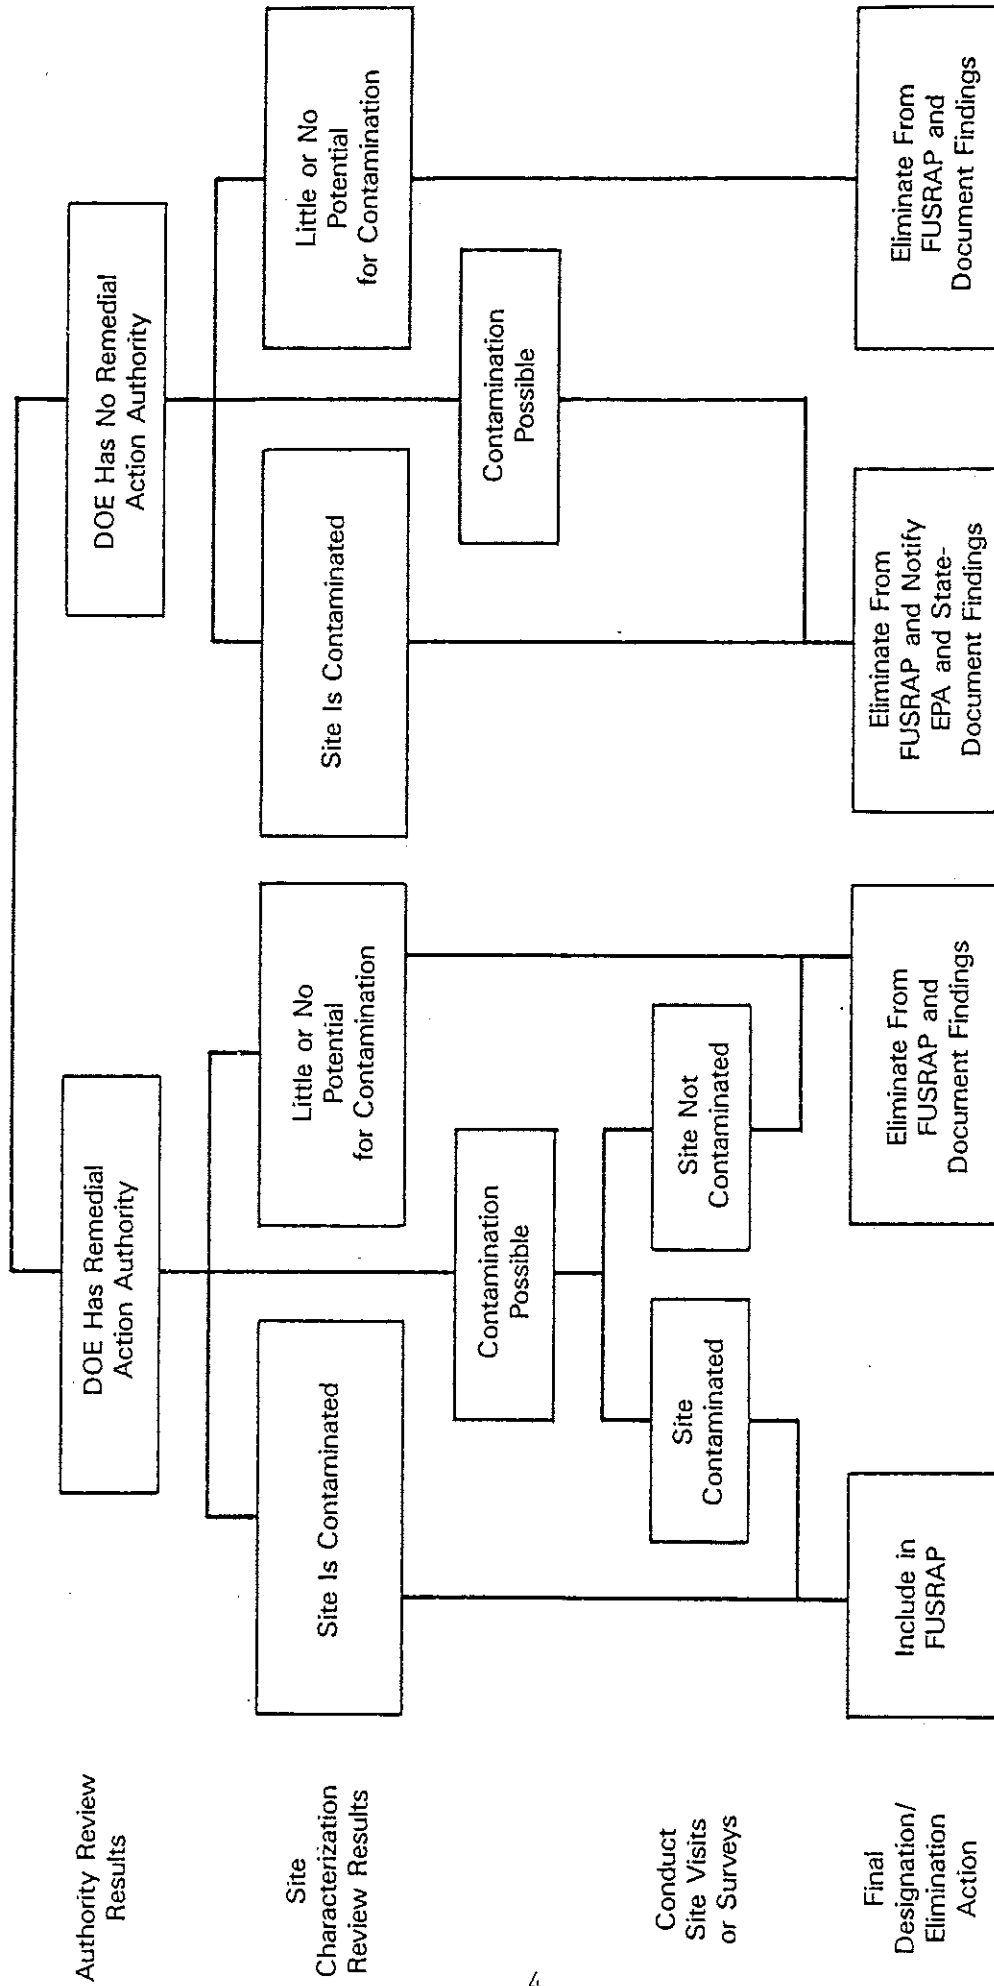 Authority Review
Results
DOE Has Remedial
Action Authority
DOE Has No Remedial
Action Authority
Site
Characterization
Review Results
Site Is Contaminated
Little or No
Potential
for Contamination
Site Is Contaminated
Little or No
Potential
for Contamination
Contamination
Possible
Contamination
Possible
Conduct
Site Visits
or Surveys
Site
Contaminated
Site Not
Contaminated
Final
Designation/
Elimination
Action
Include in
FUSRAP
Eliminate From
FUSRAP and
Document Findings
Eliminate From
FUSRAP and Notify
EPA and State-
Document Findings
Eliminate From
FUSRAP and
Document Findings
4